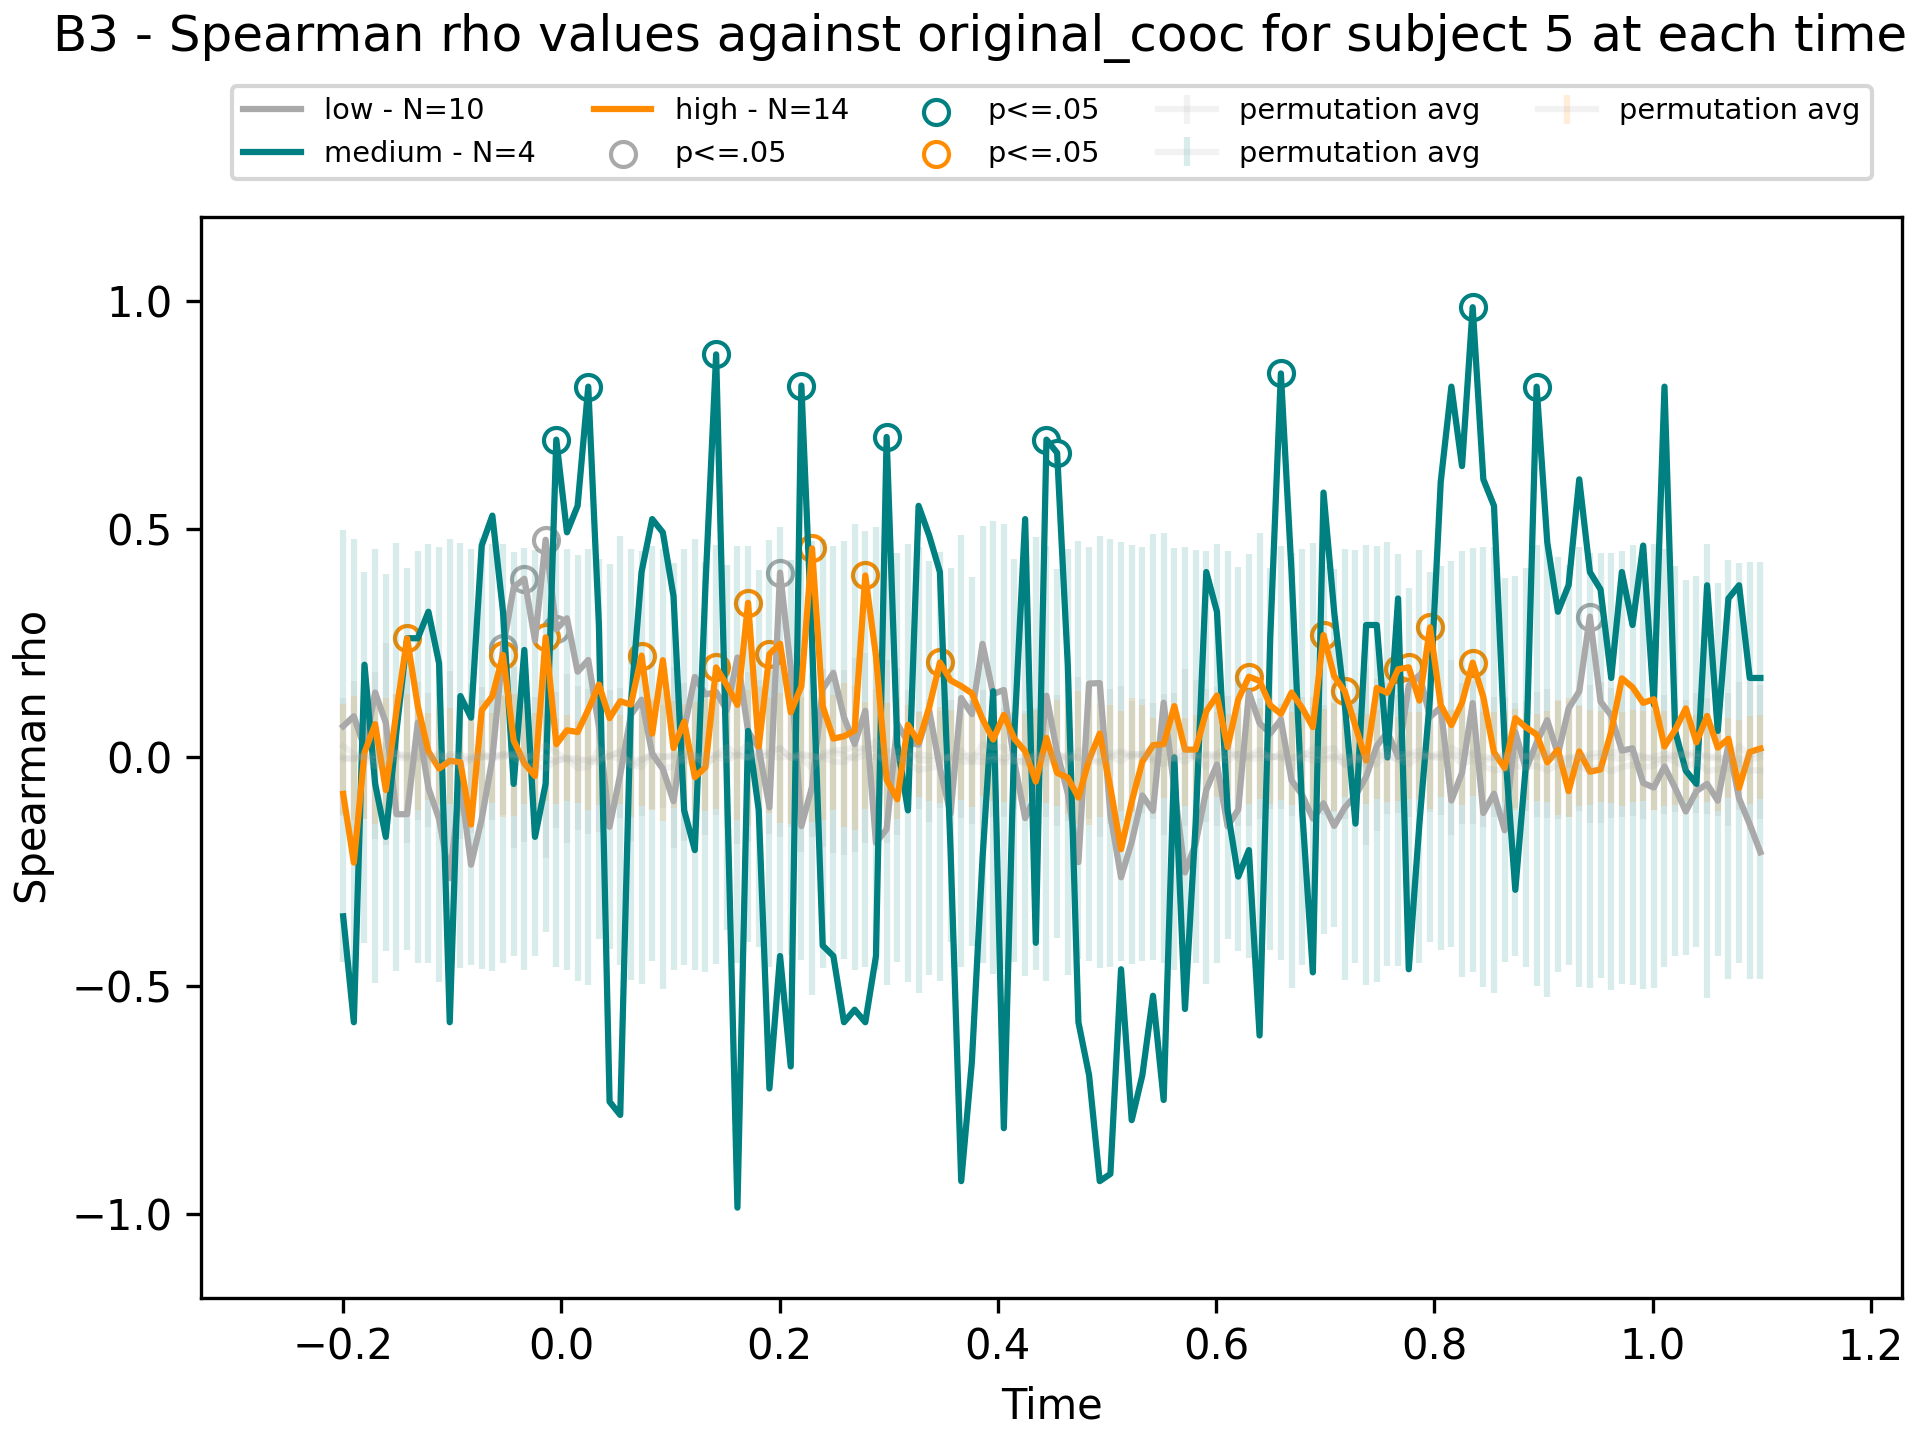 B3 - Spearman rho values against original_cooc for subject 5 at each time
low - N=10
medium - N=4
high - N=14
p<=.05
p<=.05
p<=.05
permutation avg
permutation avg
permutation avg
Spearman rho
1.0
0.5
0.0
−0.5
−1.0
−0.2 0.0 0.2 0.4 0.6 0.8 1.0 1.2
Time